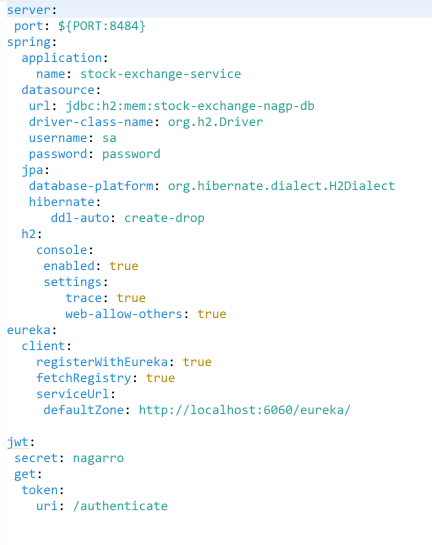 server:
 port: ${PORT:8484}
spring:
  application:
    name: stock-exchange-service
  datasource:
   url: jdbc:h2:mem:stock-exchange-nagp-db
   driver-class-name: org.h2.Driver
   username: sa
   password: password
  jpa:
   database-platform: org.hibernate.dialect.H2Dialect
   hibernate:
      ddl-auto: create-drop
  h2:
    console:
     enabled: true
     settings:
        trace: true
        web-allow-others: true
eureka:
  client:
    registerWithEureka: true
    fetchRegistry: true
    serviceUrl:
     defaultZone: http://localhost:6060/eureka/

jwt:
 secret: nagarro
 get:
  token:
    uri: /authenticate